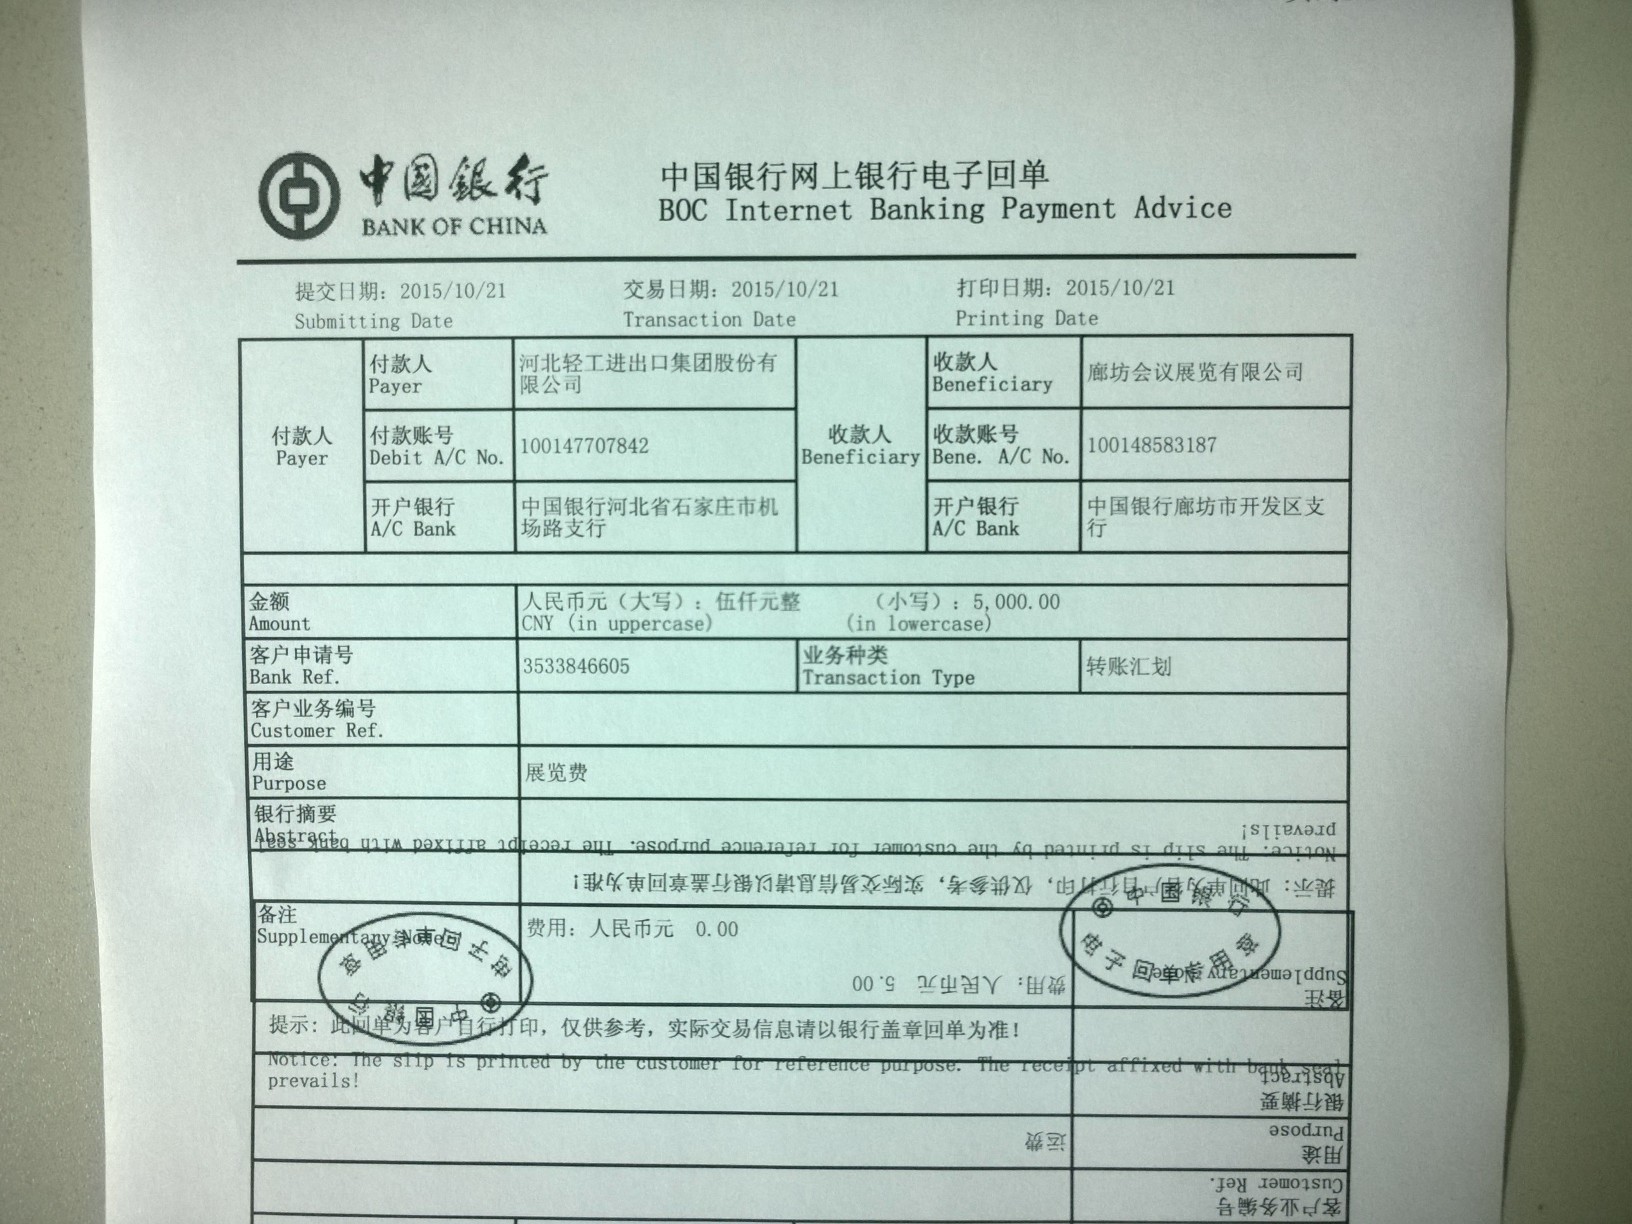 中國銀行
BANK OF CHINA
中国银行网上银行电子回单
BOC Internet Banking Payment Advice
提交日期：2015/10/21 交易日期：2015/10/21 打印日期：2015/10/21
Submitting Date Transaction Date Printing Date
付款人
Payer
付款人
Payer
河北轻工进出口集团股份有
限公司
付款账号
Debit A/C No.
100147707842
开户银行
A/C Bank
中国银行河北省石家庄市机
场路支行
收款人
Beneficiary
收款人
Beneficiary
廊坊会议展览有限公司
收款账号
Bene. A/C No.
100148583187
开户银行
A/C Bank
中国银行廊坊市开发区支
行
金额
Amount
人民币元（大写）：伍仟元整 （小写）：5,000.00
CNY (in uppercase) (in lowercase)
客户申请号
Bank Ref.
3533846605
业务种类
Transaction Type
转账汇划
客户业务编号
Customer Ref.
用途
Purpose
展览费
银行摘要
Abstract
备注
Supplementary Note
费用：人民币元 0.00
提示：此回单为客户自行打印，仅供参考，实际交易信息请以银行盖章回单为准！
Notice: The slip is printed by the customer for reference purpose. The receipt affixed with bank seal
prevails!
中国银行
电子回单专用章
中国银行
电子回单专用章
客户业务编号
Customer Ref.
用途
Purpose
运费
银行摘要
Abstract
备注
Supplementary Note
费用：人民币元 5.00
提示：此回单为客户自行打印，仅供参考，实际交易信息请以银行盖章回单为准！
Notice: The slip is printed by the customer for reference purpose. The receipt affixed with bank seal
prevails!